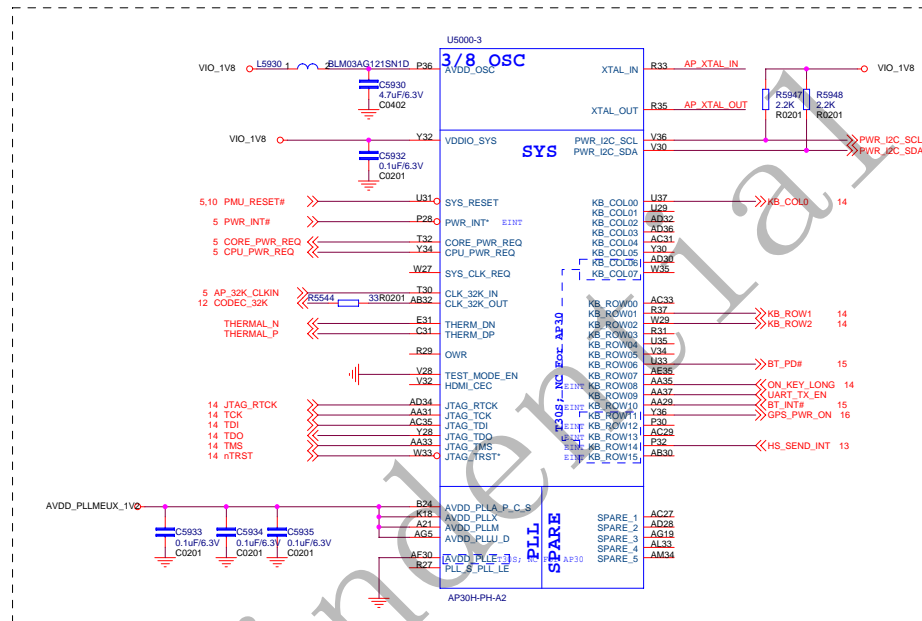 U5000-3
3/8 OSC
VIO_1V8
L5930 1
2
BLM03AG121SN1D
P36
AVDD_OSC
XTAL_IN
R33
AP_XTAL_IN
VIO_1V8
C5930
4.7uF/6.3V
C0402
XTAL_OUT
R35
AP_XTAL_OUT
R5947
2.2K
R0201
R5948
2.2K
R0201
VIO_1V8
Y32
VDDIO_SYS
SYS
PWR_I2C_SCL
V36
PWR_I2C_SCL
PWR_I2C_SDA
V30
PWR_I2C_SDA
C5932
0.1uF/6.3V
C0201
5,10 PMU_RESET#
U31
SYS_RESET
5 PWR_INT#
P28
PWR_INT*
EINT
5 CORE_PWR_REQ
T32
CORE_PWR_REQ
5 CPU_PWR_REQ
Y34
CPU_PWR_REQ
W27
SYS_CLK_REQ
5 AP_32K_CLKIN
T30
CLK_32K_IN
12 CODEC_32K
R5544
33R0201
AB32
CLK_32K_OUT
THERMAL_N
E31
THERM_DN
THERMAL_P
C31
THERM_DP
R29
OWR
V28
TEST_MODE_EN
V32
HDMI_CEC
14 JTAG_RTCK
AD34
JTAG_RTCK
14 TCK
AA31
JTAG_TCK
14 TDI
AC35
JTAG_TDI
14 TDO
Y28
JTAG_TDO
14 TMS
AA33
JTAG_TMS
14 nTRST
W33
JTAG_TRST*
KB_COL00
U37
KB_COL0 14
KB_COL01
U29
KB_COL02
AD32
KB_COL03
AD36
KB_COL04
AC31
KB_COL05
Y30
KB_COL06
AD30
KB_COL07
W35
T30S; NC For AP30
KB_ROW00
AC33
KB_ROW01
R37
KB_ROW1 14
KB_ROW02
W29
KB_ROW2 14
KB_ROW03
R31
KB_ROW04
U35
KB_ROW05
V34
KB_ROW06
U33
BT_PD# 15
KB_ROW07
AE35
EINT
KB_ROW08
AA35
ON_KEY_LONG 14
KB_ROW09
AA37
UART_TX_EN
EINT
KB_ROW10
AA29
BT_INT# 15
KB_ROW11
Y36
GPS_PWR_ON 16
EINT
KB_ROW12
P30
EINT
KB_ROW13
AC29
EINT
KB_ROW14
P32
HS_SEND_INT 13
EINT
KB_ROW15
AB30
AVDD_PLLMEUX_1V2
B24
AVDD_PLLA_P_C_S
K18
AVDD_PLLX
A21
AVDD_PLLM
AG5
AVDD_PLLU_D
AF30
AVDD_PLLE
R27
PLL_S_PLL_LE
C5933
0.1uF/6.3V
C0201
C5934
0.1uF/6.3V
C0201
C5935
0.1uF/6.3V
C0201
PLL
SPARE
SPARE_1
AC27
SPARE_2
AD28
SPARE_3
AG19
SPARE_4
AL33
SPARE_5
AM34
AP30H-PH-A2